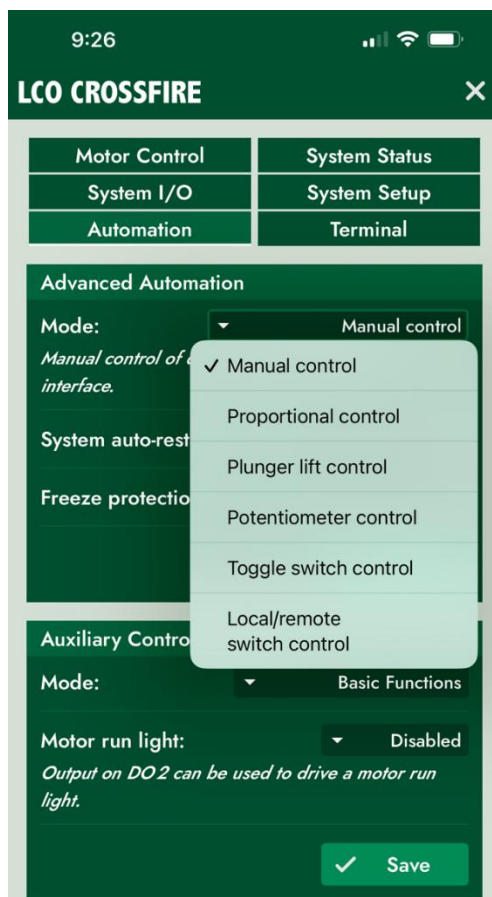 9:26
LCO CROSSFIRE
Motor Control
System Status
System I/O
System Setup
Automation
Terminal
Advanced Automation
Mode:
Manual control
Manual control of
interface.
System auto-rest
Freeze protectio
✓ Manual control
Proportional control
Plunger lift control
Potentiometer control
Toggle switch control
Local/remote
switch control
Auxiliary Contro
Mode:
Basic Functions
Motor run light:
Disabled
Output on DO2 can be used to drive a motor run
light.
Save